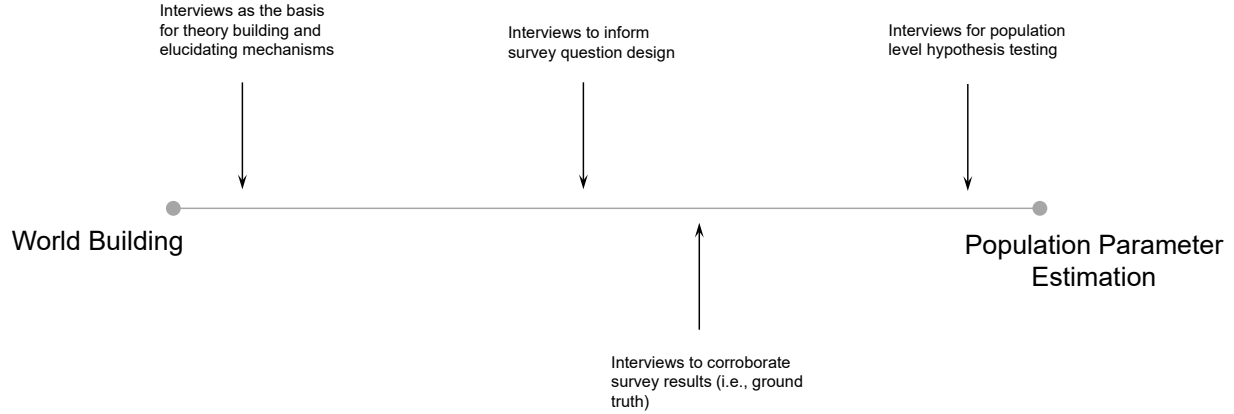 Interviews as the basis
for theory building and
elucidating mechanisms
Interviews to inform
survey question design
Interviews for population
level hypothesis testing
World Building
Population Parameter
Estimation
Interviews to corroborate
survey results (i.e., ground
truth)